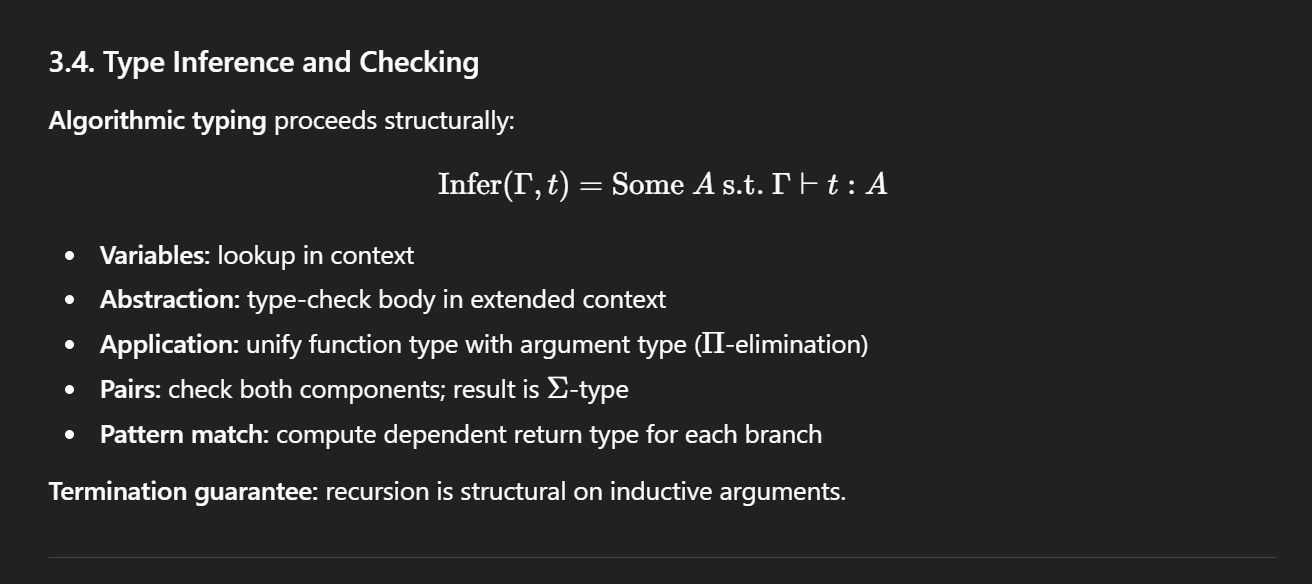 3.4. Type Inference and Checking
Algorithmic typing proceeds structurally:
Infer(Γ, t) = Some A s.t. Γ ⊢ t : A
• Variables: lookup in context
• Abstraction: type-check body in extended context
• Application: unify function type with argument type (Π-elimination)
• Pairs: check both components; result is Σ-type
• Pattern match: compute dependent return type for each branch
Termination guarantee: recursion is structural on inductive arguments.